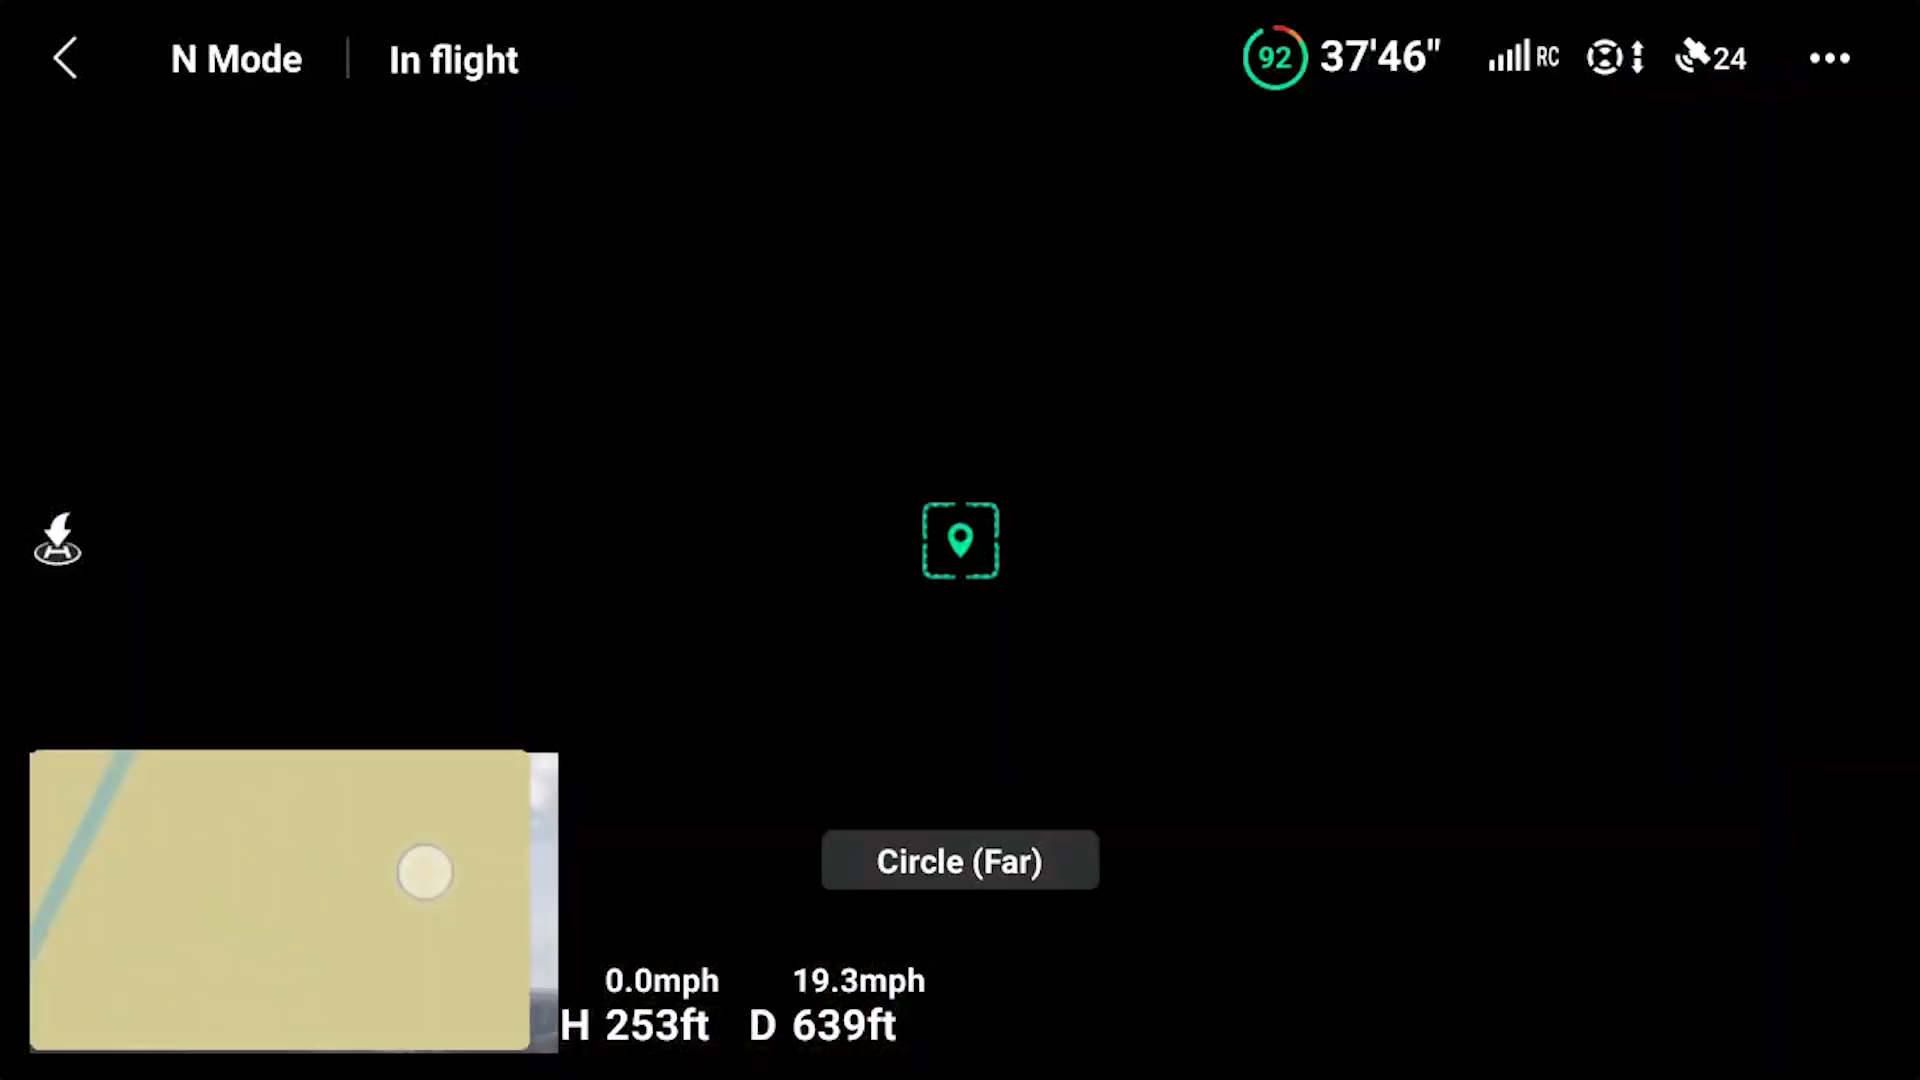 N Mode | In flight
92 37'46" RC 24
Circle (Far)
0.0mph 19.3mph
H 253ft D 639ft